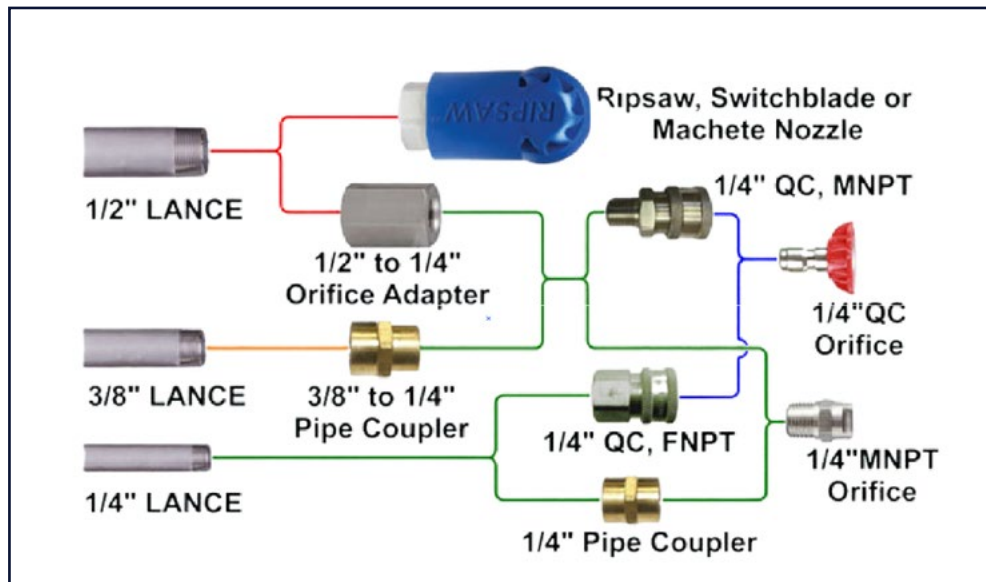 RIPSAW
Ripsaw, Switchblade or
Machete Nozzle
1/2" LANCE
1/4" QC, MNPT
1/2" to 1/4"
Orifice Adapter
1/4"QC
Orifice
3/8" LANCE
3/8" to 1/4"
Pipe Coupler
1/4" QC, FNPT
1/4"MNPT
Orifice
1/4" LANCE
1/4" Pipe Coupler